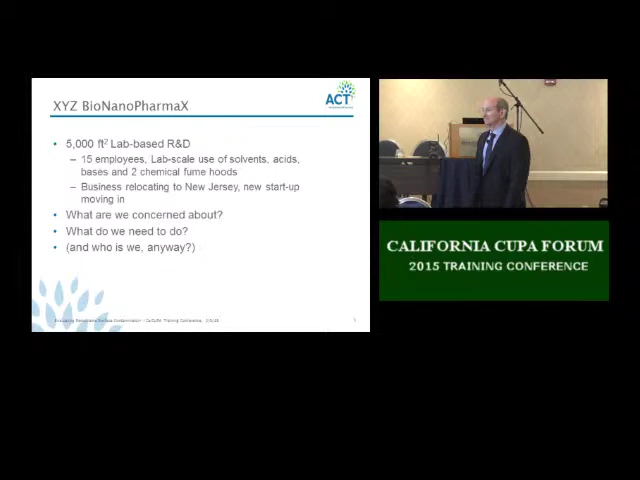 XYZ BioNanoPharmaX
ACT
5,000 ft² Lab-based R&D
– 15 employees, Lab-scale use of solvents, acids,
bases and 2 chemical fume hoods
– Business relocating to New Jersey, new start-up
moving in
What are we concerned about?
What do we need to do?
(and who is we, anyway?)
CALIFORNIA CUPA FORUM
2015 TRAINING CONFERENCE